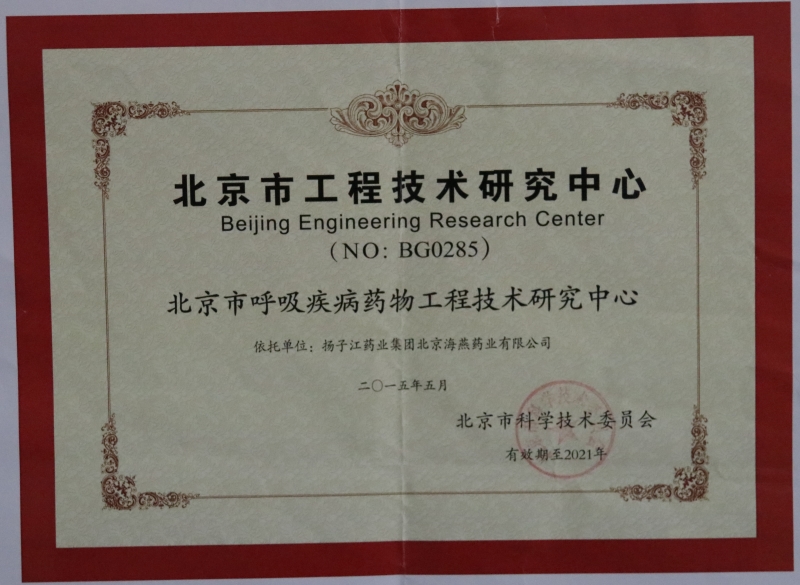 北京市工程技术研究中心
Beijing Engineering Research Center
(NO: BG0285)
北京市呼吸疾病药物工程技术研究中心
依托单位：扬子江药业集团北京海燕药业有限公司
二〇一五年五月
北京市科学技术委员会
有效期至2021年